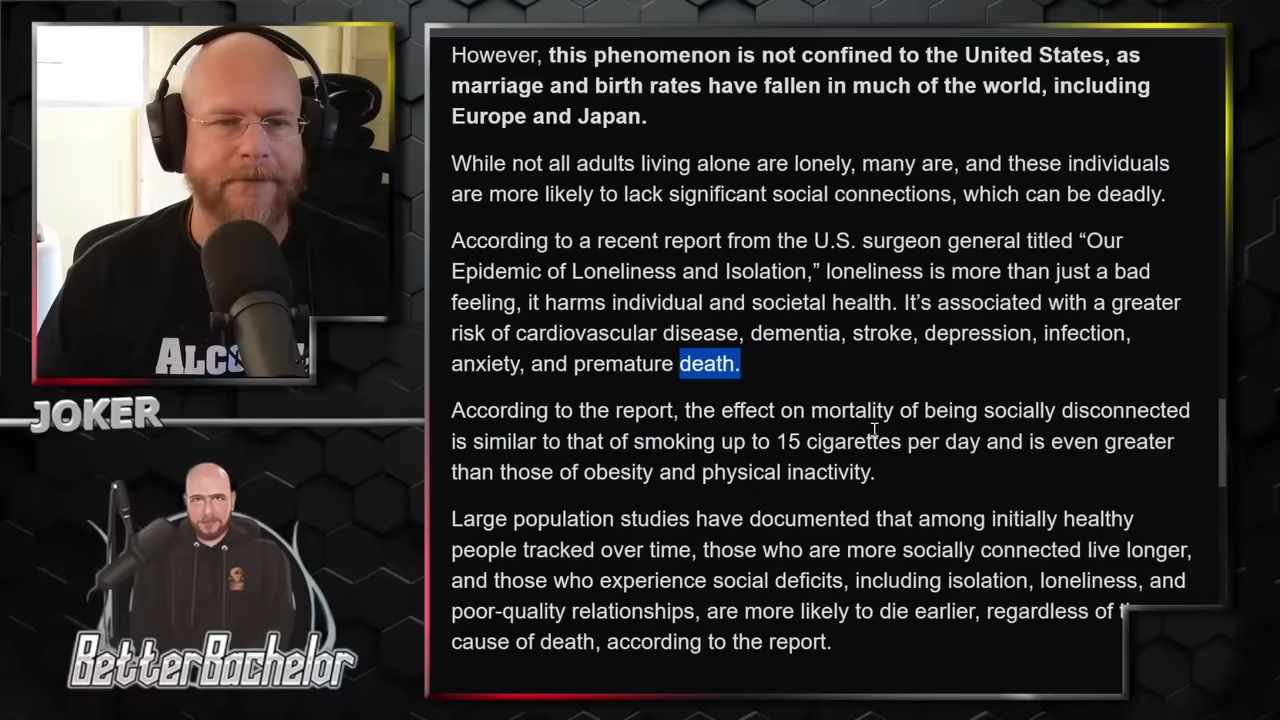 However, this phenomenon is not confined to the United States, as
marriage and birth rates have fallen in much of the world, including
Europe and Japan.
While not all adults living alone are lonely, many are, and these individuals
are more likely to lack significant social connections, which can be deadly.
According to a recent report from the U.S. surgeon general titled “Our
Epidemic of Loneliness and Isolation,” loneliness is more than just a bad
feeling, it harms individual and societal health. It’s associated with a greater
risk of cardiovascular disease, dementia, stroke, depression, infection,
anxiety, and premature death.
According to the report, the effect on mortality of being socially disconnected
is similar to that of smoking up to 15 cigarettes per day and is even greater
than those of obesity and physical inactivity.
Large population studies have documented that among initially healthy
people tracked over time, those who are more socially connected live longer,
and those who experience social deficits, including isolation, loneliness, and
poor-quality relationships, are more likely to die earlier, regardless of
cause of death, according to the report.
JOKER
BetterBachelor